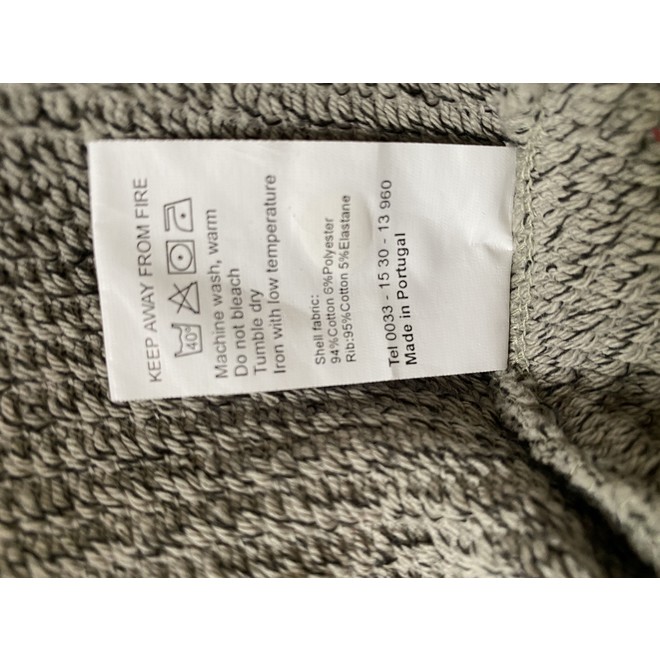 KEEP AWAY FROM FIRE
40°
Machine wash, warm
Do not bleach
Tumble dry
Iron with low temperature
Shell fabric:
94%Cotton 6%Polyester
Rib:95%Cotton 5%Elastane
Tel 0033 - 15 30 - 13 960
Made in Portugal